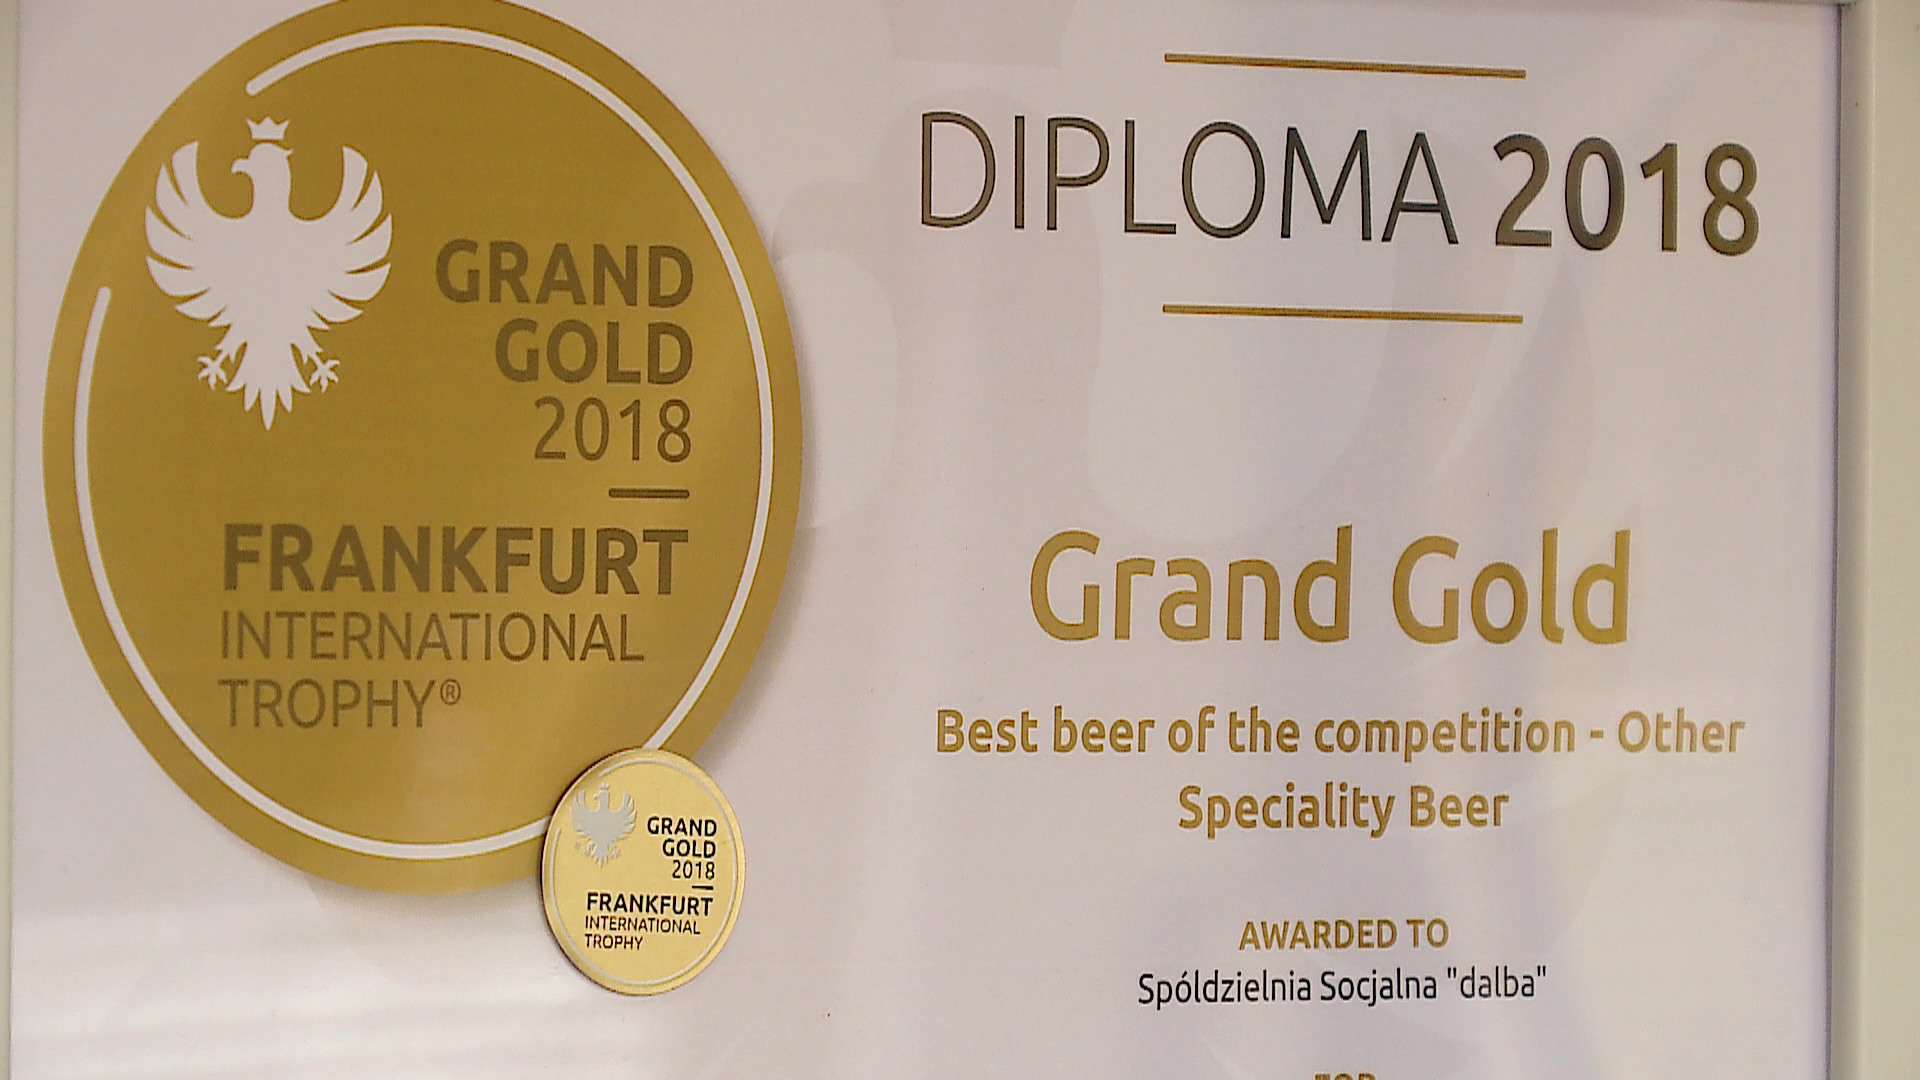 GRAND
GOLD
2018
FRANKFURT
INTERNATIONAL
TROPHY®
GRAND
GOLD
2018
FRANKFURT
INTERNATIONAL
TROPHY
DIPLOMA 2018
Grand Gold
Best beer of the competition - Other
Speciality Beer
AWARDED TO
Spóldzielnia Socjalna "dalba"